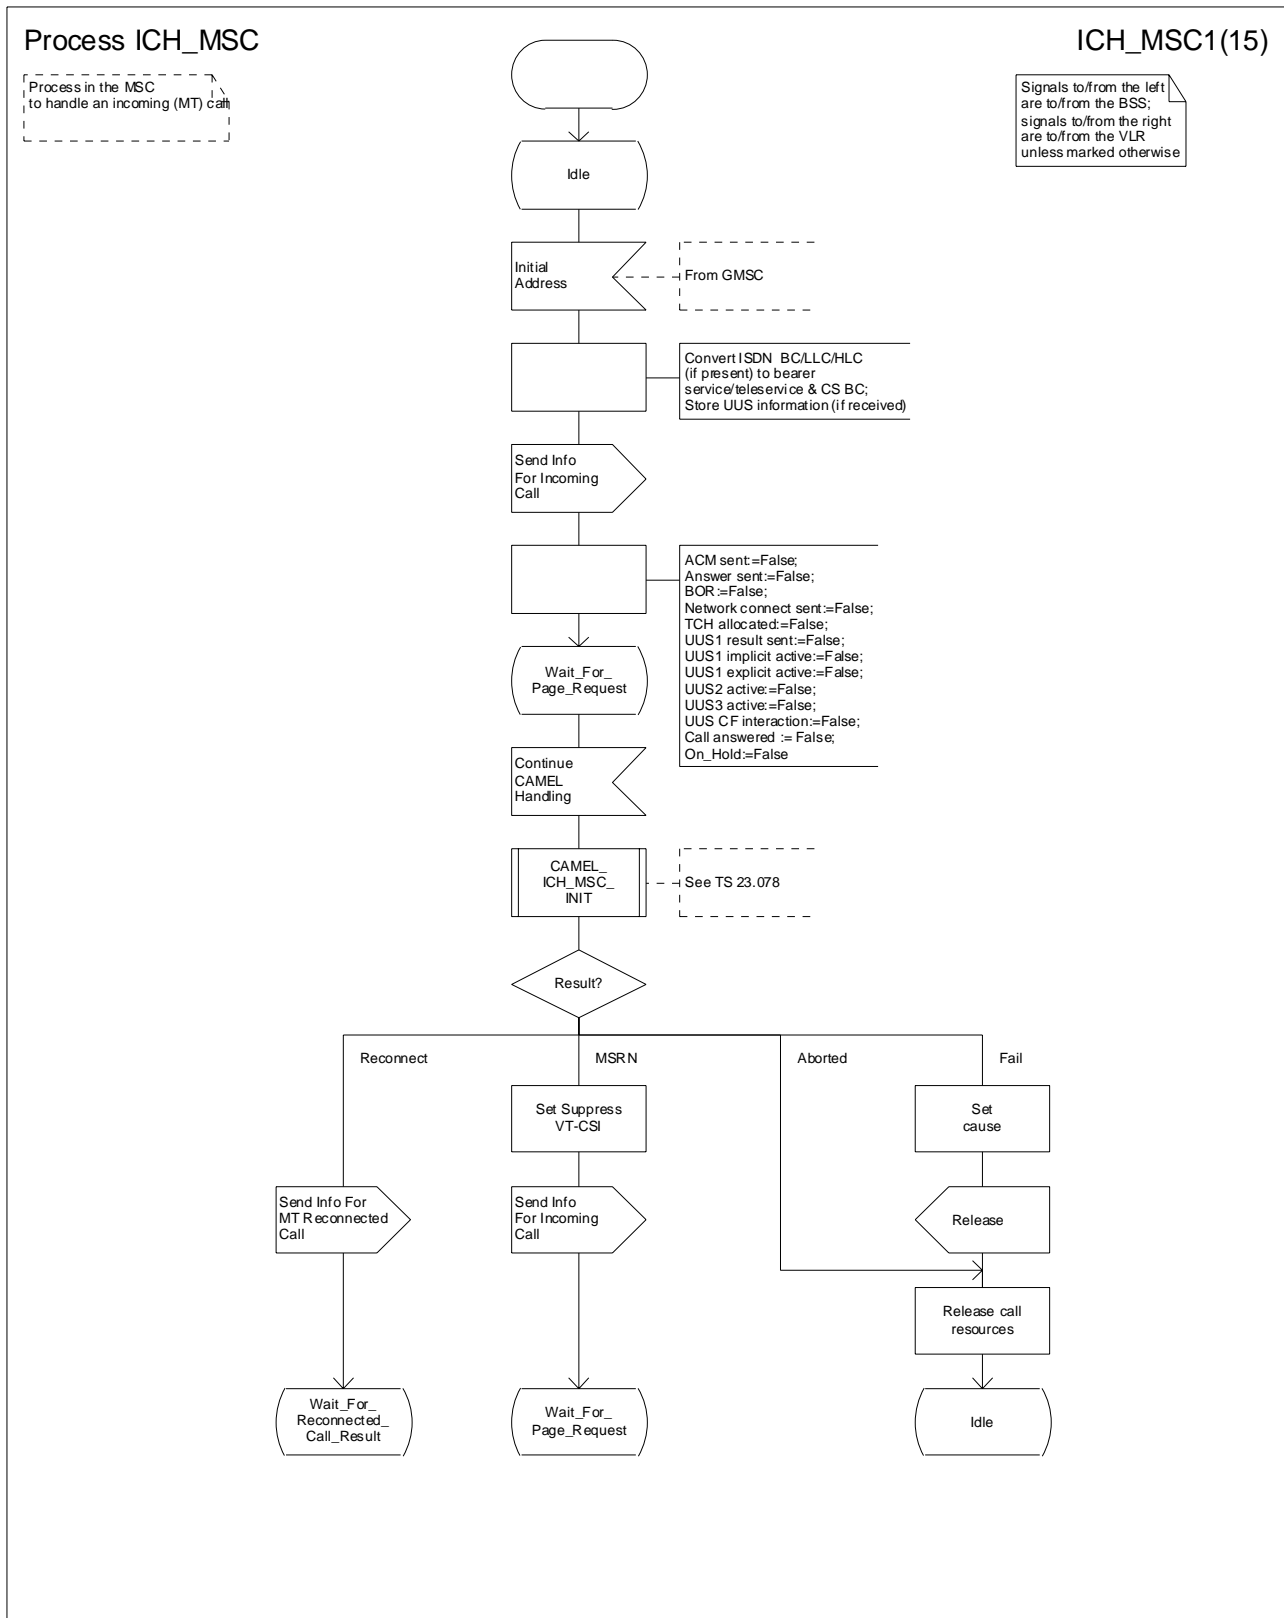 Process ICH_MSC
ICH_MSC1(15)
Process in the MSC
to handle an incoming (MT) call
Signals to/from the left
are to/from the BSS;
signals to/from the right
are to/from the VLR
unless marked otherwise
Idle
Initial
Address
From GMSC
Convert ISDN BC/LLC/HLC
(if present) to bearer
service/teleservice & CS BC;
Store UUS information (if received)
Send Info
For Incoming
Call
ACM sent:=False;
Answer sent:=False;
BOR:=False;
Network connect sent:=False;
TCH allocated:=False;
UUS1 result sent:=False;
UUS1 implicit active:=False;
UUS1 explicit active:=False;
UUS2 active:=False;
UUS3 active:=False;
UUS CF interaction:=False;
Call answered := False;
On_Hold:=False
Wait_For_
Page_Request
Continue
CAMEL
Handling
CAMEL_
ICH_MSC_
INIT
See TS 23.078
Result?
Reconnect
MSRN
Aborted
Fail
Set Suppress
VT-CSI
Set
cause
Send Info For
MT Reconnected
Call
Send Info
For Incoming
Call
Release
Release call
resources
Wait_For_
Reconnected_
Call_Result
Wait_For_
Page_Request
Idle